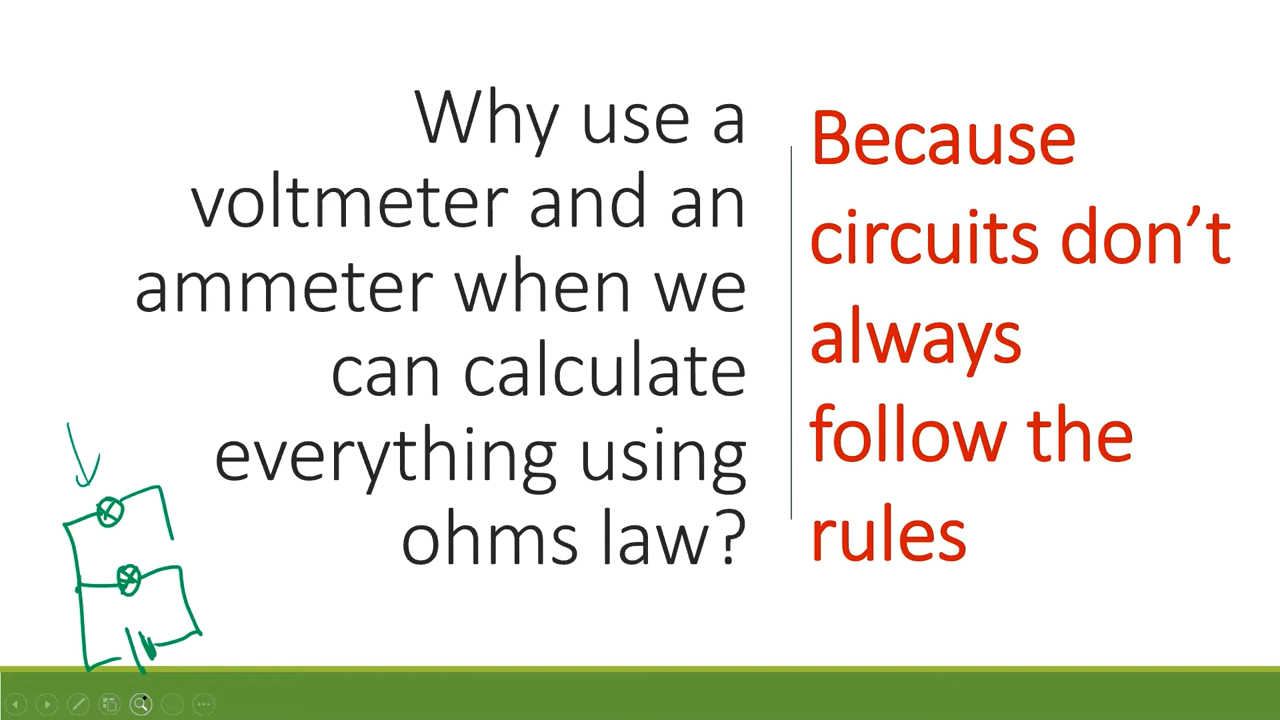 Why use a
voltmeter and an
ammeter when we
can calculate
everything using
ohms law?
Because
circuits don’t
always
follow the
rules